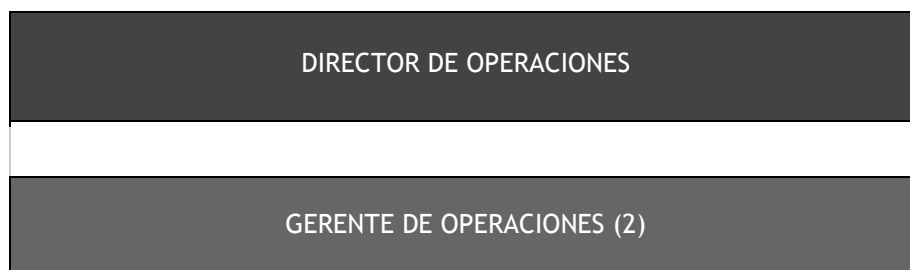 DIRECTOR DE OPERACIONES
GERENTE DE OPERACIONES (2)